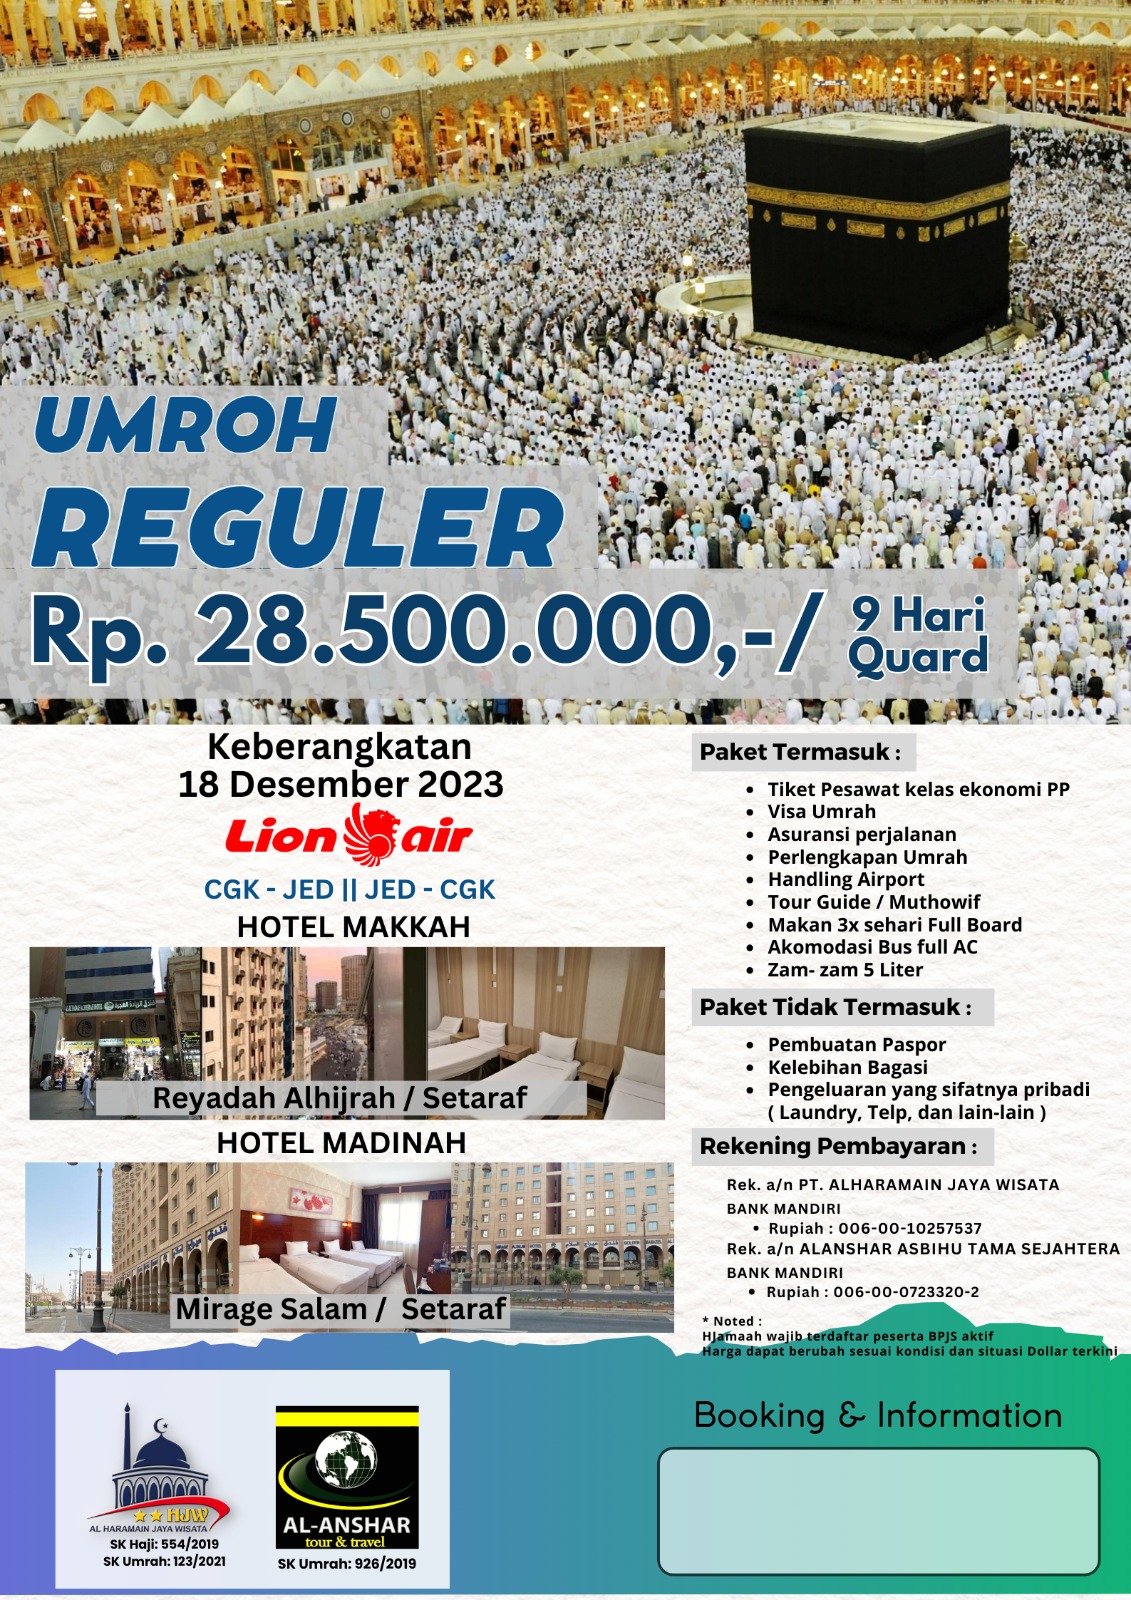 UMROH
REGULER
Rp. 28.500.000,-/
9 Hari
Quard
Keberangkatan
18 Desember 2023
Lion air
CGK - JED || JED - CGK
HOTEL MAKKAH
Reyadah Alhijrah / Setaraf
HOTEL MADINAH
Mirage Salam / Setaraf
Paket Termasuk :
• Tiket Pesawat kelas ekonomi PP
• Visa Umrah
• Asuransi perjalanan
• Perlengkapan Umrah
• Handling Airport
• Tour Guide / Muthowif
• Makan 3x sehari Full Board
• Akomodasi Bus full AC
• Zam- zam 5 Liter
Paket Tidak Termasuk :
• Pembuatan Paspor
• Kelebihan Bagasi
• Pengeluaran yang sifatnya pribadi
( Laundry, Telp, dan lain-lain )
Rekening Pembayaran :
Rek. a/n PT. ALHARAMAIN JAYA WISATA
BANK MANDIRI
• Rupiah : 006-00-10257537
Rek. a/n ALANSHAR ASBIHU TAMA SEJAHTERA
BANK MANDIRI
• Rupiah : 006-00-0723320-2
* Noted :
HJamaah wajib terdaftar peserta BPJS aktif
Harga dapat berubah sesuai kondisi dan situasi Dollar terkini
HJW
AL HARAMAIN JAYA WISATA
SK Haji: 554/2019
SK Umrah: 123/2021
AL-ANSHAR
tour & travel
SK Umrah: 926/2019
Booking & Information